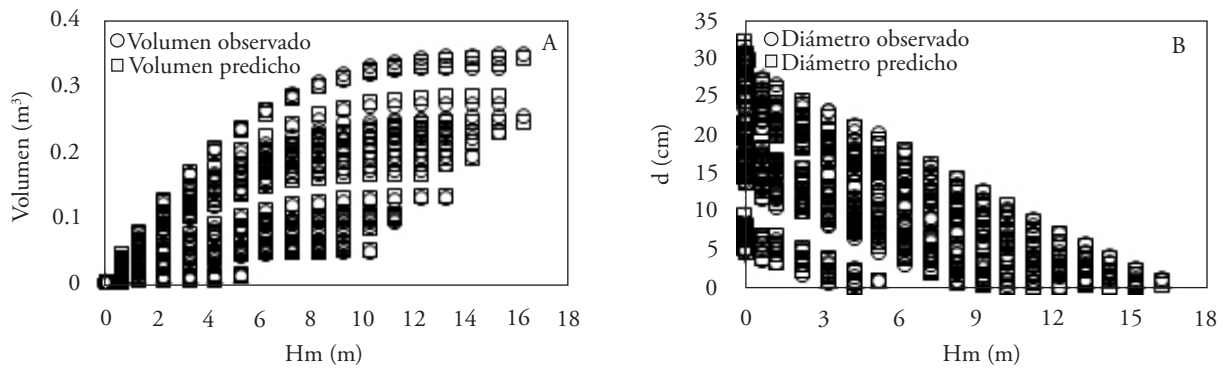 0.4
0.3
0.2
0.1
0
Volumen (m³)
Volumen observado
Volumen predicho
A
0 2 4 6 8 10 12 14 16 18
Hm (m)
35
30
25
20
15
10
5
0
d (cm)
Diámetro observado
Diámetro predicho
B
0 3 6 9 12 15 18
Hm (m)